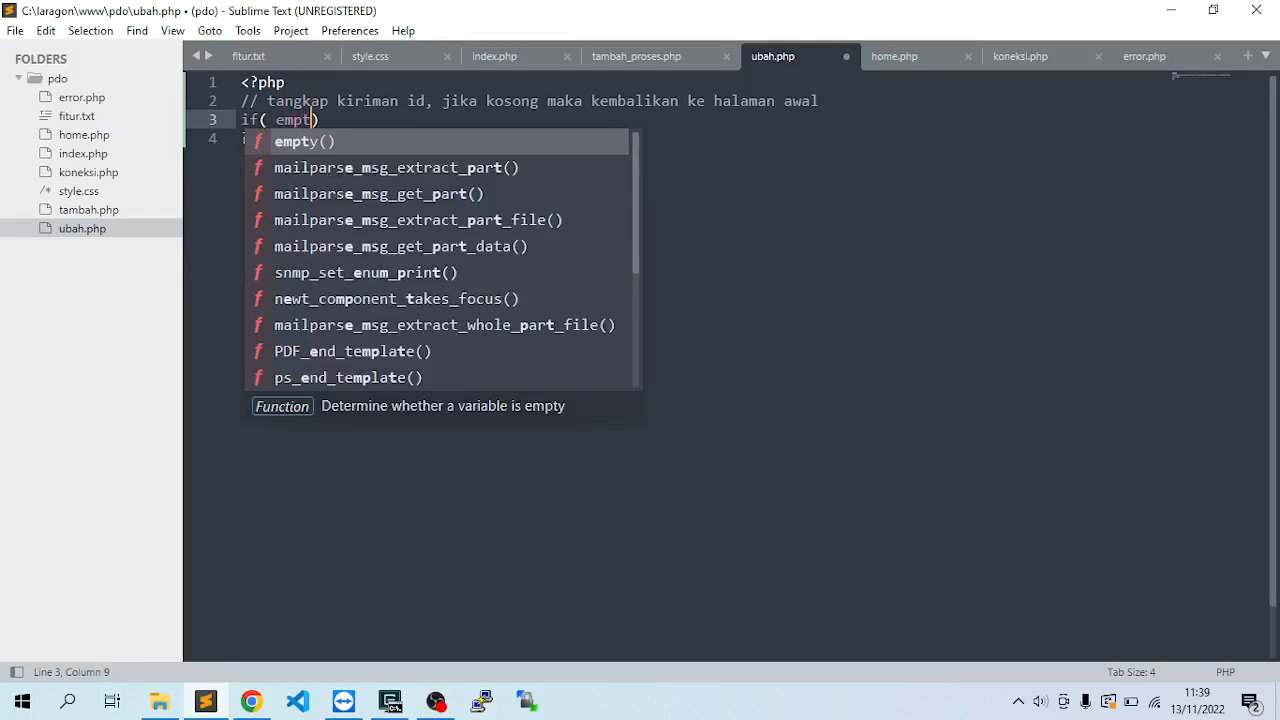 C:\laragon\www\pdo\ubah.php • (pdo) - Sublime Text (UNREGISTERED)
File Edit Selection Find View Goto Tools Project Preferences Help
FOLDERS
pdo
error.php
fitur.txt
home.php
index.php
koneksi.php
style.css
tambah.php
ubah.php
fitur.txt style.css index.php tambah_proses.php ubah.php home.php koneksi.php error.php
1 <?php
2 // tangkap kiriman id, jika kosong maka kembalikan ke halaman awal
3 if( empt)
4
f empty()
f mailparse_msg_extract_part()
f mailparse_msg_get_part()
f mailparse_msg_extract_part_file()
f mailparse_msg_get_part_data()
f snmp_set_enum_print()
f newt_component_takes_focus()
f mailparse_msg_extract_whole_part_file()
f PDF_end_template()
f ps_end_template()
Function Determine whether a variable is empty
Line 3, Column 9 Tab Size: 4 PHP
11:39
13/11/2022
2